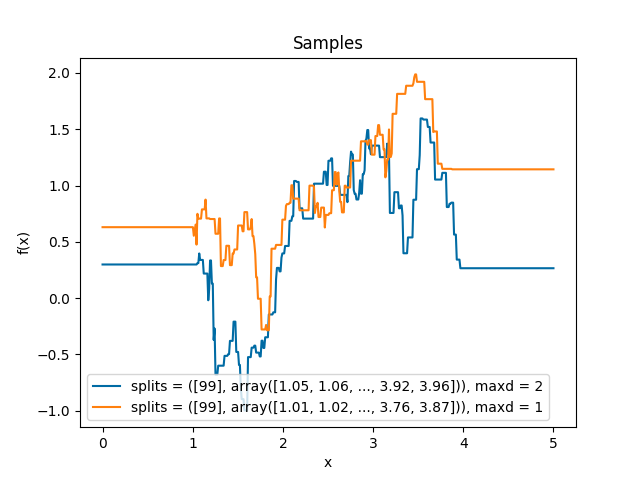 Samples
2.0
1.5
1.0
0.5
0.0
−0.5
−1.0
f(x)
splits = ([99], array([1.05, 1.06, ..., 3.92, 3.96])), maxd = 2
splits = ([99], array([1.01, 1.02, ..., 3.76, 3.87])), maxd = 1
0 1 2 3 4 5
x